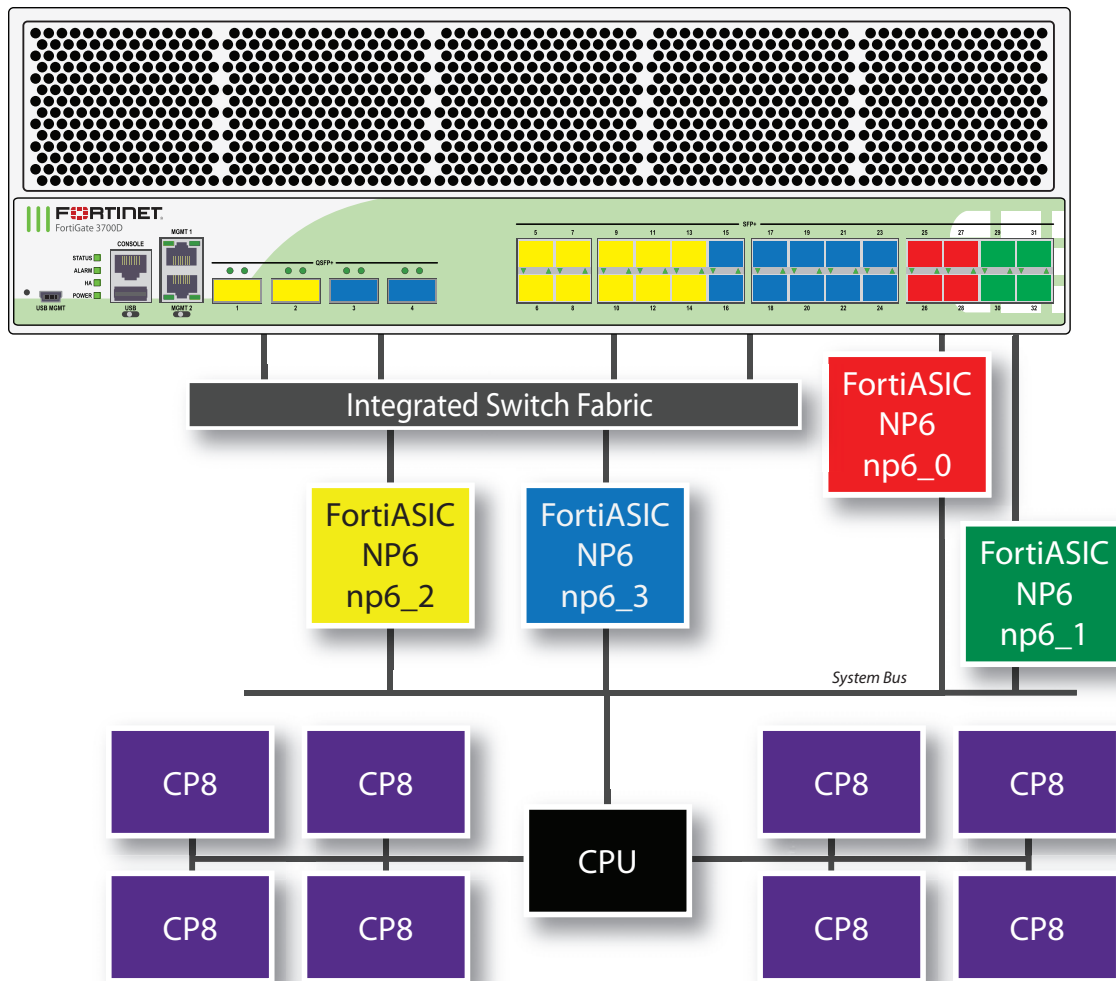 FORTINET
FortiGate 3700D
STATUS
ALARM
HA
POWER
USB MGMT
CONSOLE
USB
MGMT 1
MGMT 2
QSFP+
1 2 3 4
SFP+
5 7 9 11 13 15 17 19 21 23 25 27 29 31
6 8 10 12 14 16 18 20 22 24 26 28 30 32
Integrated Switch Fabric
FortiASIC
NP6
np6_0
FortiASIC
NP6
np6_2
FortiASIC
NP6
np6_3
FortiASIC
NP6
np6_1
System Bus
CP8 CP8 CP8 CP8
CPU
CP8 CP8 CP8 CP8